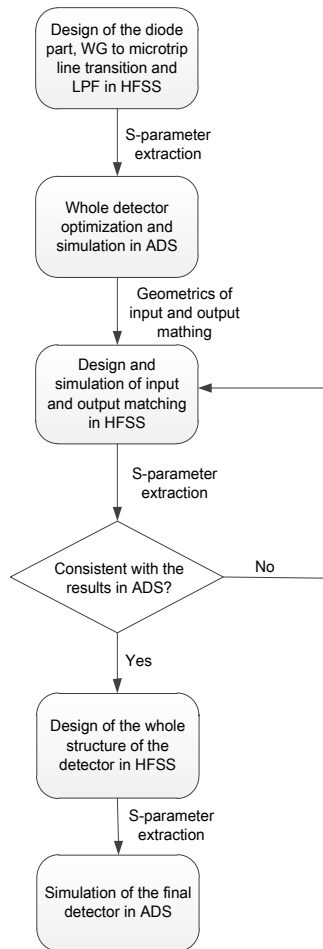 Design of the diode
part, WG to microtrip
line transition and
LPF in HFSS
S-parameter
extraction
Whole detector
optimization and
simulation in ADS
Geometrics of
input and output
mathing
Design and
simulation of input
and output matching
in HFSS
S-parameter
extraction
Consistent with the
results in ADS?
No
Yes
Design of the whole
structure of the
detector in HFSS
S-parameter
extraction
Simulation of the final
detector in ADS